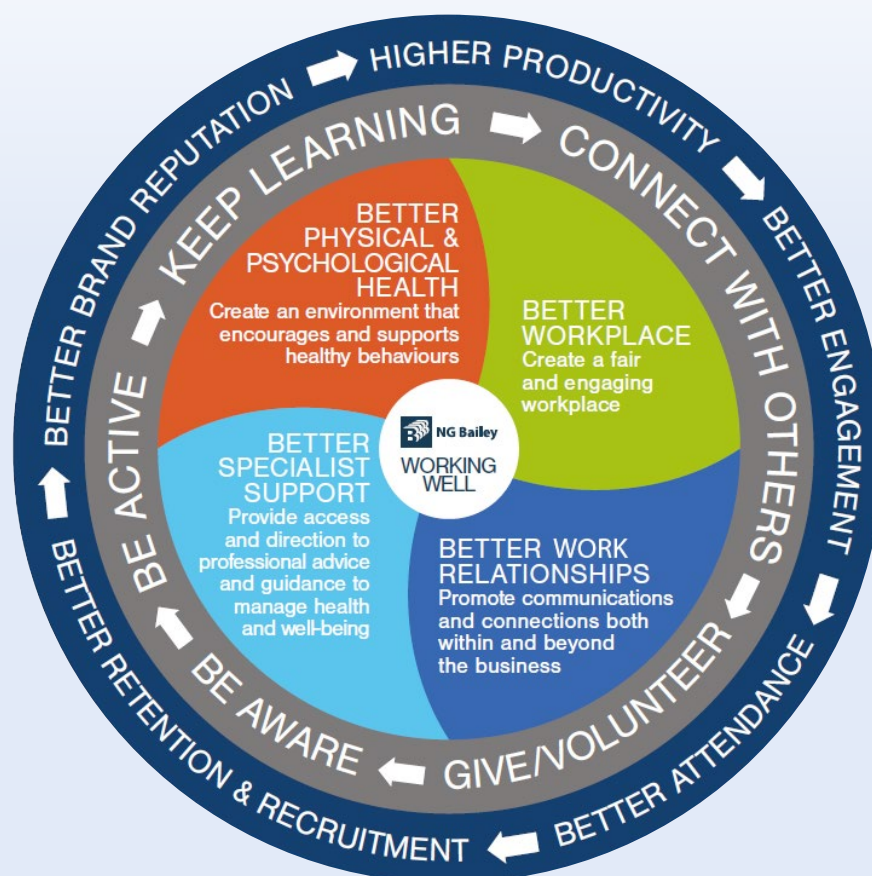 HIGHER PRODUCTIVITY
BETTER ENGAGEMENT
BETTER ATTENDANCE
BETTER RETENTION & RECRUITMENT
BETTER BRAND REPUTATION
KEEP LEARNING
CONNECT WITH OTHERS
GIVE/VOLUNTEER
BE AWARE
BE ACTIVE
BETTER
PHYSICAL &
PSYCHOLOGICAL
HEALTH
Create an environment that
encourages and supports
healthy behaviours
BETTER
WORKPLACE
Create a fair
and engaging
workplace
NG Bailey
WORKING
WELL
BETTER
SPECIALIST
SUPPORT
Provide access
and direction to
professional advice
and guidance to
manage health
and well-being
BETTER WORK
RELATIONSHIPS
Promote communications
and connections both
within and beyond
the business